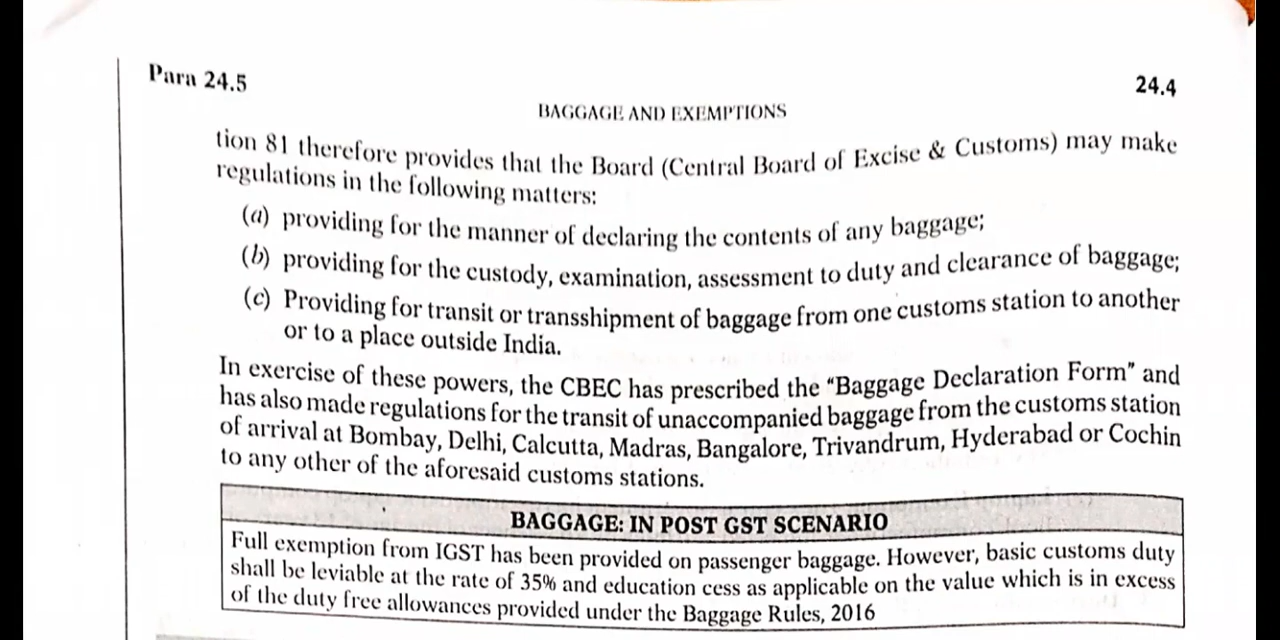 Para 24.5
24.4
BAGGAGE AND EXEMPTIONS
tion 81 therefore provides that the Board (Central Board of Excise & Customs) may make
regulations in the following matters:
(a) providing for the manner of declaring the contents of any baggage;
(b) providing for the custody, examination, assessment to duty and clearance of baggage;
(c) Providing for transit or transshipment of baggage from one customs station to another
or to a place outside India.
In exercise of these powers, the CBEC has prescribed the “Baggage Declaration Form” and
has also made regulations for the transit of unaccompanied baggage from the customs station
of arrival at Bombay, Delhi, Calcutta, Madras, Bangalore, Trivandrum, Hyderabad or Cochin
to any other of the aforesaid customs stations.
BAGGAGE: IN POST GST SCENARIO
Full exemption from IGST has been provided on passenger baggage. However, basic customs duty
shall be leviable at the rate of 35% and education cess as applicable on the value which is in excess
of the duty free allowances provided under the Baggage Rules, 2016